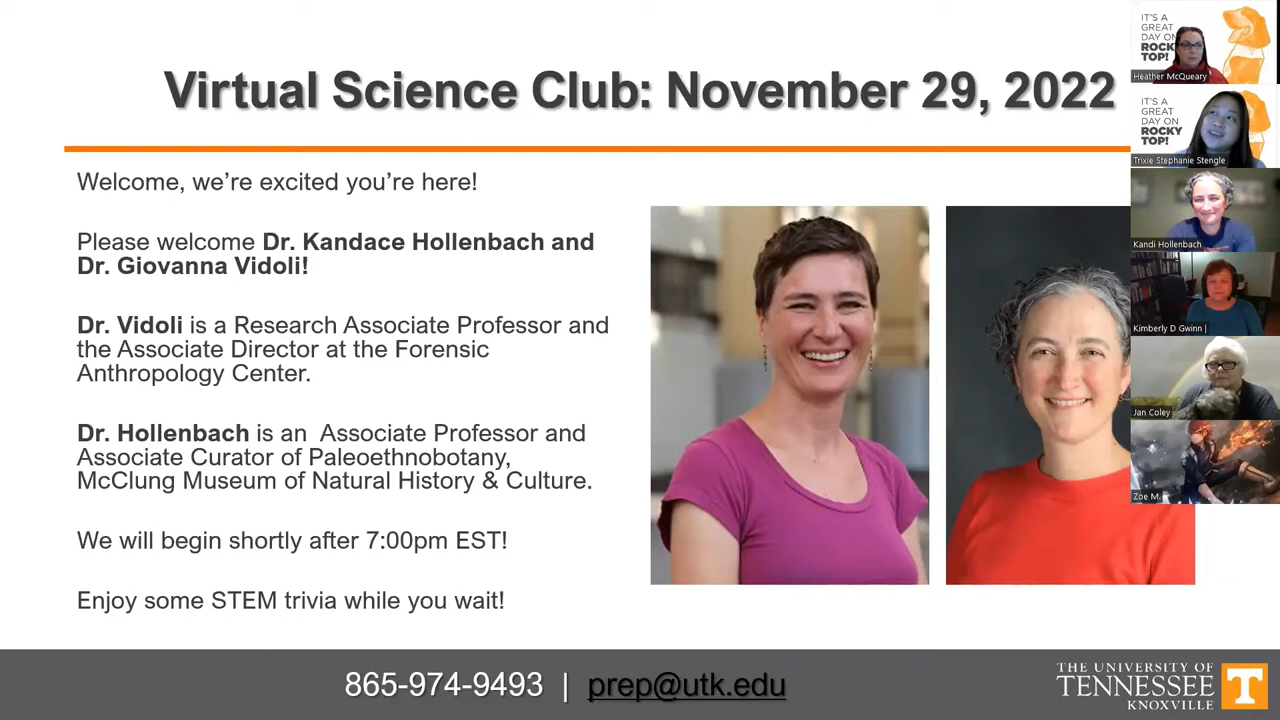 Virtual Science Club: November 29, 2022
Welcome, we're excited you're here!
Please welcome Dr. Kandace Hollenbach and
Dr. Giovanna Vidoli!
Dr. Vidoli is a Research Associate Professor and
the Associate Director at the Forensic
Anthropology Center.
Dr. Hollenbach is an  Associate Professor and
Associate Curator of Paleoethnobotany,
McClung Museum of Natural History & Culture.
We will begin shortly after 7:00pm EST!
Enjoy some STEM trivia while you wait!
IT'S A
GREAT
DAY ON
ROCKY
TOP!
Heather McQueary
IT'S A
GREAT
DAY ON
ROCKY
TOP!
Trixie Stephanie Stengle
Kandi Hollenbach
Kimberly D Gwinn |
Jan Coley
Zoe M.
865-974-9493 | prep@utk.edu
THE UNIVERSITY OF
TENNESSEE
KNOXVILLE
T